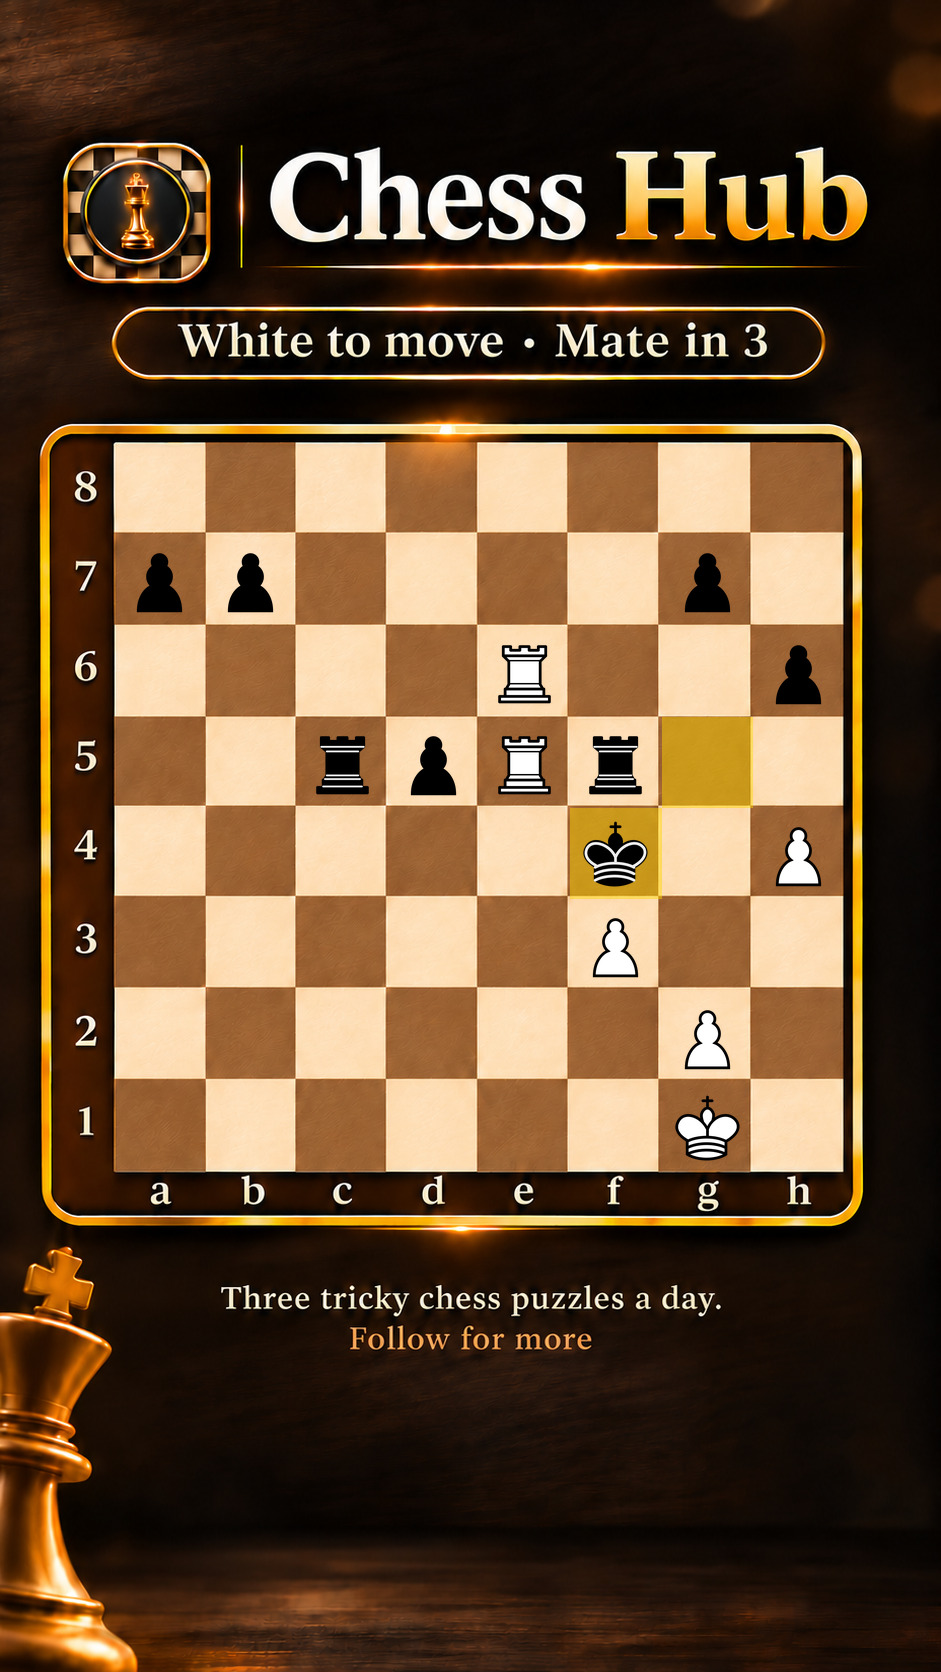 Chess Hub
White to move • Mate in 3
8
7
6
5
4
3
2
1
a b c d e f g h
Three tricky chess puzzles a day.
Follow for more